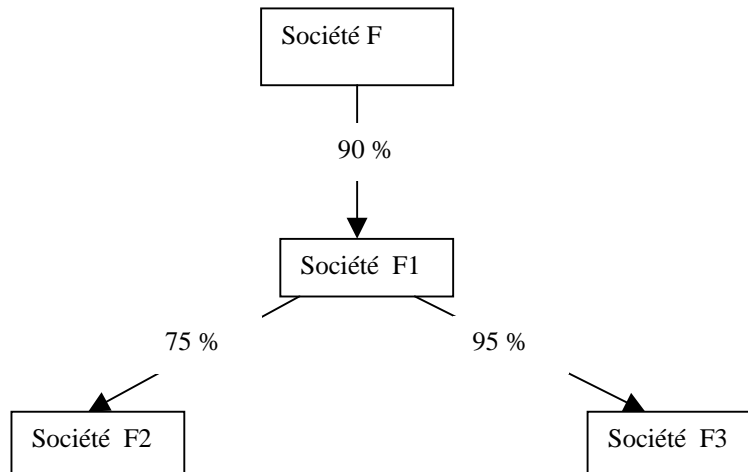 Société F
90 %
Société F1
75 %
95 %
Société F2
Société F3